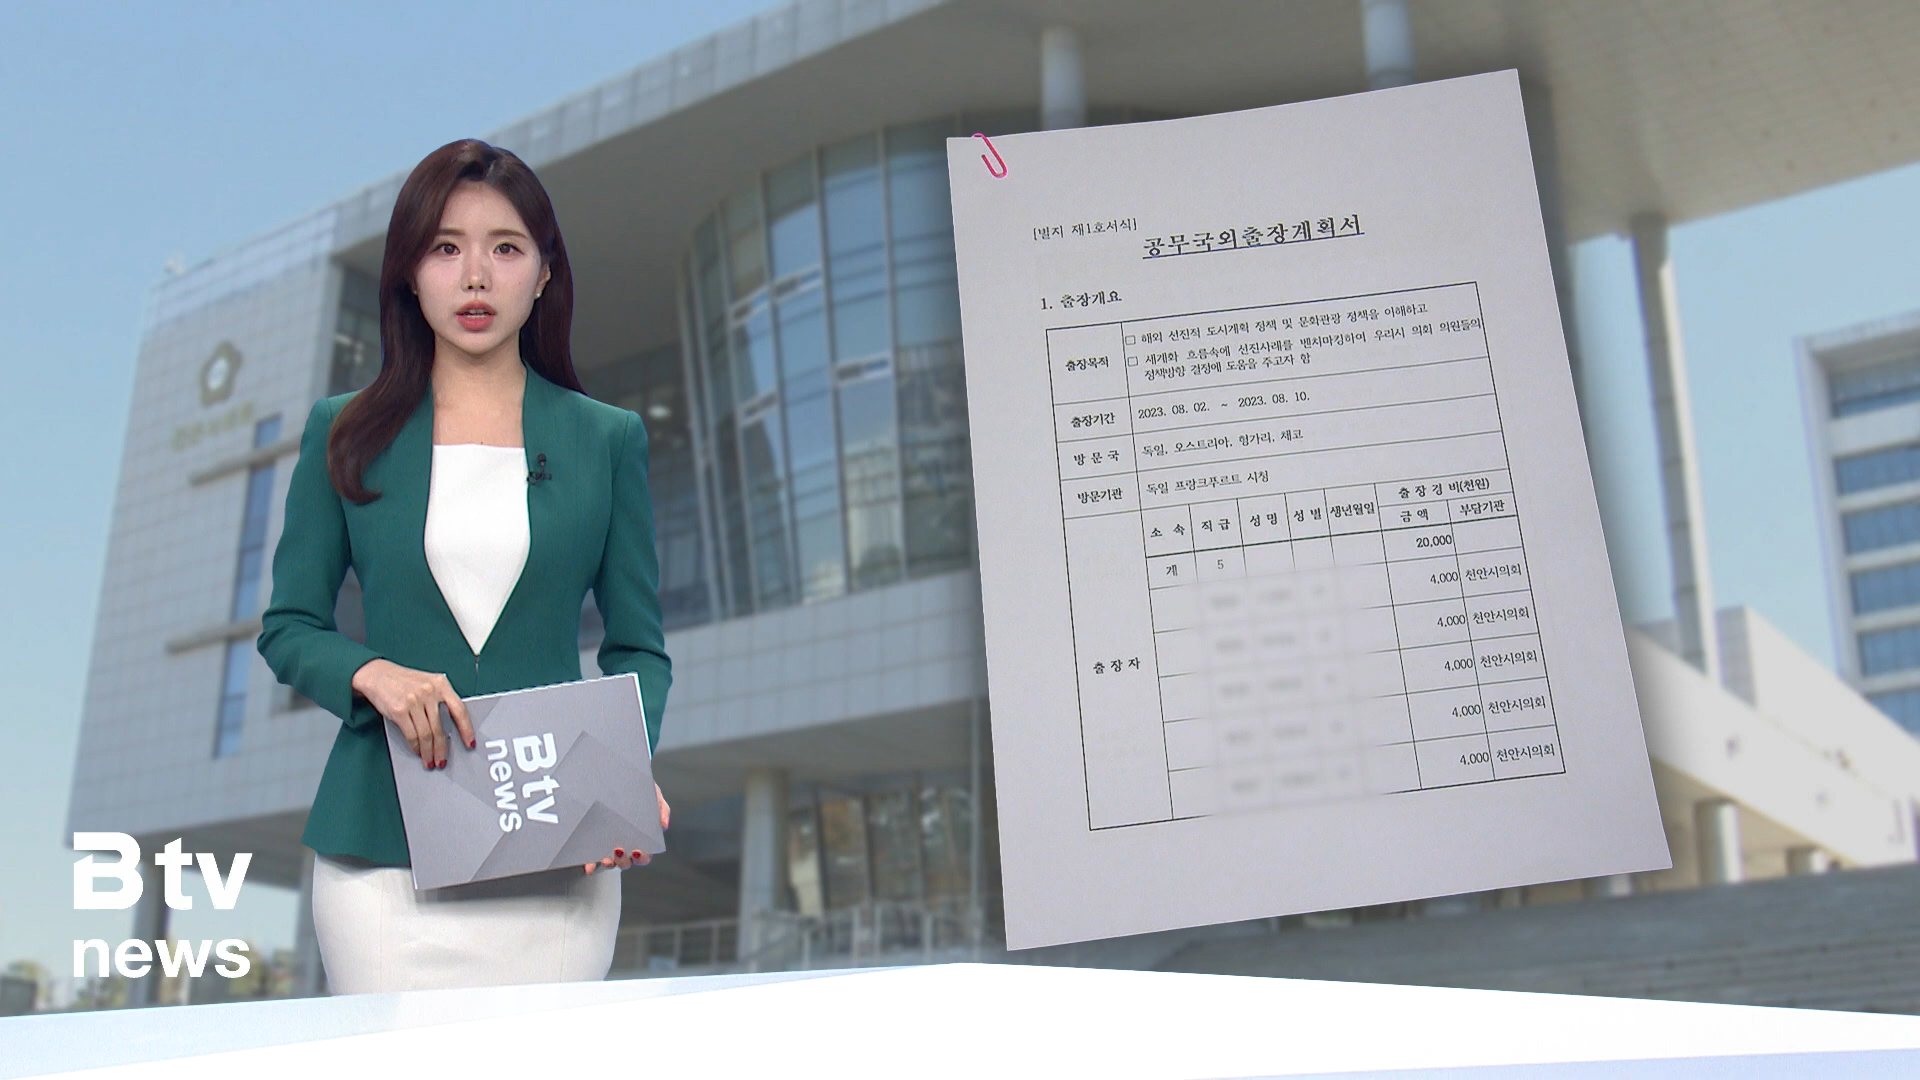 [별지 제1호서식]
공무국외출장계획서
1. 출장개요
출장목적
□ 해외 선진적 도시계획 정책 및 문화관광 정책을 이해하고
□ 세계화 흐름속에 선진사례를 벤치마킹하여 우리시 의회 의원들의
정책방향 결정에 도움을 주고자 함
출장기간 2023. 08. 02. ~ 2023. 08. 10.
방 문 국 독일, 오스트리아, 헝가리, 체코
방문기관 독일 프랑크푸르트 시청
출 장 자
소 속 직 급 성 명 성 별 생년월일 출 장 경 비(천원)
금 액 부담기관
계 5 20,000
4,000 천안시의회
4,000 천안시의회
4,000 천안시의회
4,000 천안시의회
4,000 천안시의회
Btv
news
Btv
news